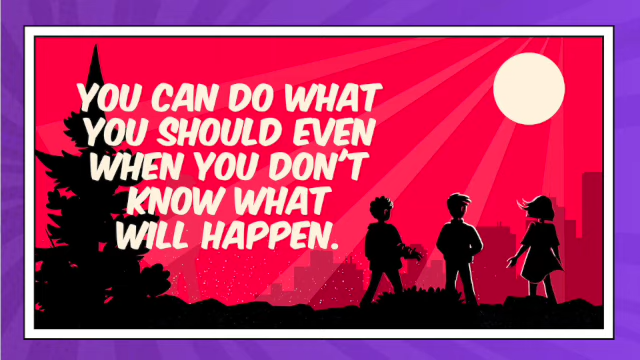 YOU CAN DO WHAT
YOU SHOULD EVEN
WHEN YOU DON'T
KNOW WHAT
WILL HAPPEN.